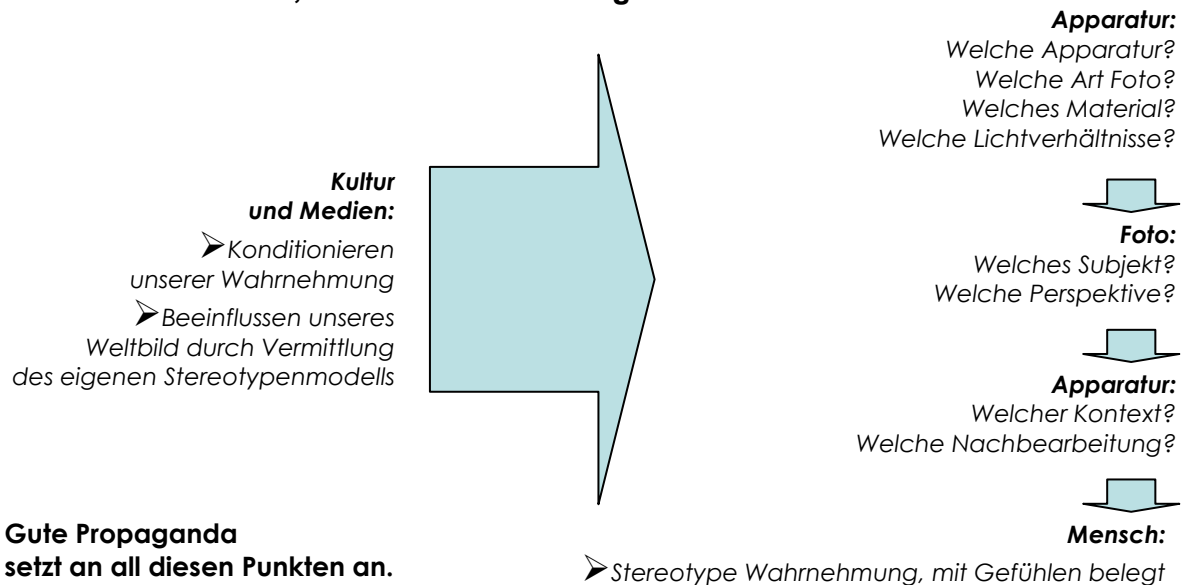 Kultur
und Medien:
➢Konditionieren
unserer Wahrnehmung
➢Beeinflussen unseres
Weltbild durch Vermittlung
des eigenen Stereotypenmodells
Gute Propaganda
setzt an all diesen Punkten an.
Apparatur:
Welche Apparatur?
Welche Art Foto?
Welches Material?
Welche Lichtverhältnisse?
Foto:
Welches Subjekt?
Welche Perspektive?
Apparatur:
Welcher Kontext?
Welche Nachbearbeitung?
Mensch:
➢Stereotype Wahrnehmung, mit Gefühlen belegt